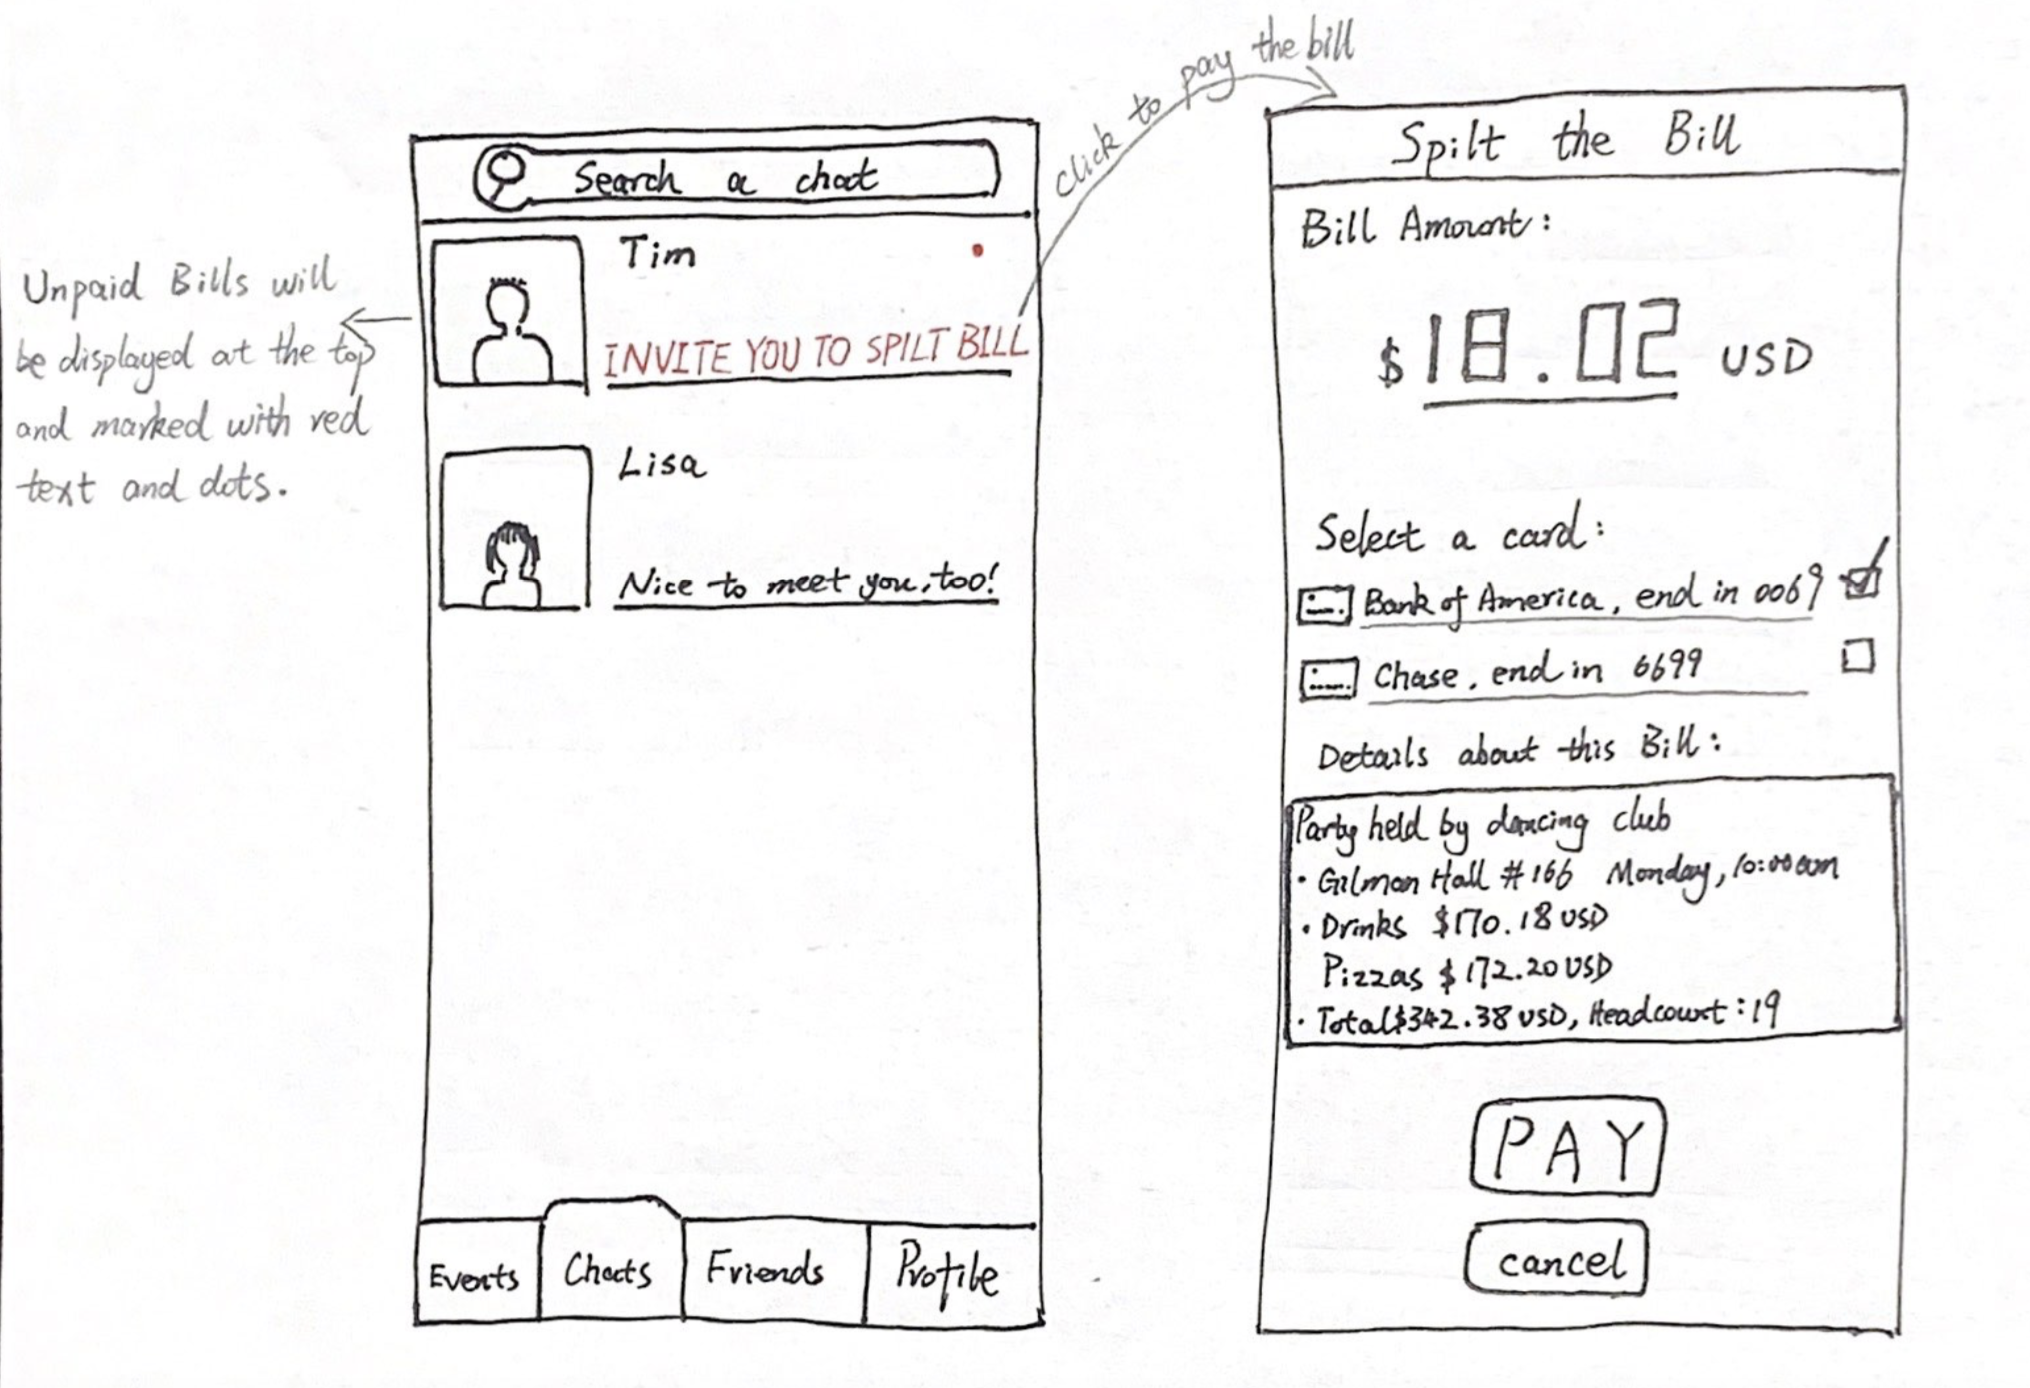 click to pay the bill
Unpaid Bills will
be displayed at the top
and marked with red
text and dots.
Search a chat
Tim
INVITE YOU TO SPILT BILL
Lisa
Nice to meet you, too!
Events
Chats
Friends
Profile
Spilt the Bill
Bill Amount:
$18.02 USD
Select a card:
Bank of America, end in 0069
Chase, end in 6699
Details about this Bill:
Party held by dancing club
· Gilman Hall #166 Monday, 10:00am
· Drinks $170.18 USD
Pizzas $172.20 USD
· Total $342.38 USD, Headcount: 19
PAY
cancel